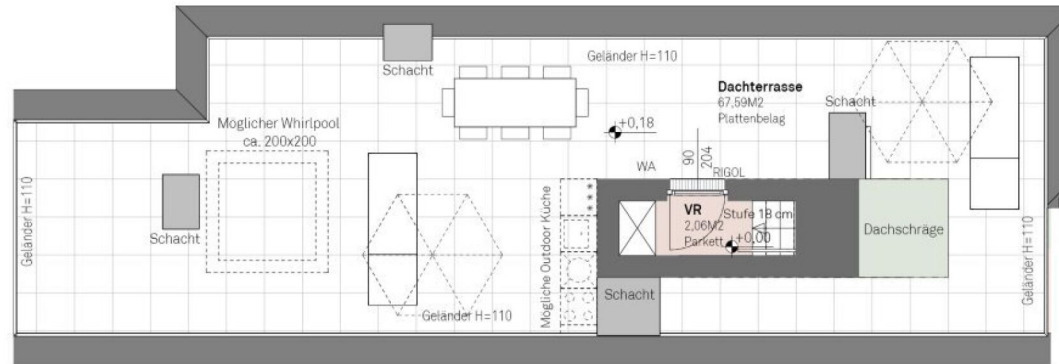 Geländer H=110
Schacht
Geländer H=110
Dachterrasse
67,59M2
Plattenbelag
Schacht
Möglicher Whirlpool
ca. 200x200
+0,18
WA
90
204
RIGOL
Geländer H=110
Schacht
Mögliche Outdoor Küche
VR
2,06M2
Parkett
Stufe 18 cm
+0,00
Dachschräge
Geländer H=110
Schacht
Geländer H=110